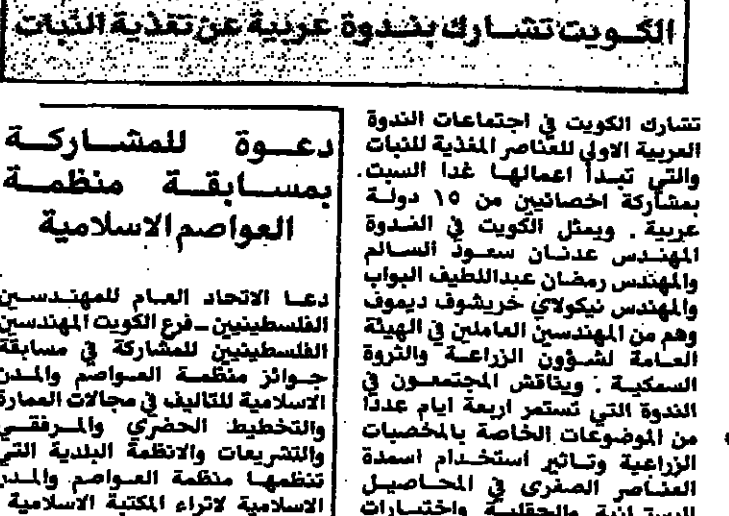 الكويت تشارك بندوة عربية عن تغذية النبات
تشارك الكويت في اجتماعات الندوة
العربية الاولى للعناصر المغذية للنبات
والتي تبدأ اعمالها غدا السبت.
بمشاركة اخصائيين من ١٥ دولة
عربية . ويمثل الكويت في الندوة
المهندس عدنان سعود السالم
والمهندس رمضان عبداللطيف البواب
والمهندس نيكولاي خريشوف ديموف
وهم من المهندسين العاملين في الهيئة
العامة لشؤون الزراعة والثروة
السمكية . ويناقش المجتمعون في
الندوة التي تستمر اربعة ايام عددا
من الموضوعات الخاصة بالمخصبات
الزراعية وتاثير استخدام اسمدة
العناصر الصغرى في المحاصيل
البستانية والحقلية واختبارات
دعوة للمشاركة
بمسابقة منظمة
العواصم الاسلامية
دعا الاتحاد العام للمهندسين
الفلسطينيين ـ فرع الكويت المهندسين
الفلسطينيين للمشاركة في مسابقة
جوائز منظمة العواصم والمدن
الاسلامية للتاليف في مجالات العمارة
والتخطيط الحضري والمرفقي
والتشريعات والانظمة البلدية التي
تنظمها منظمة العواصم والمدن
الاسلامية لاثراء المكتبة الاسلامية